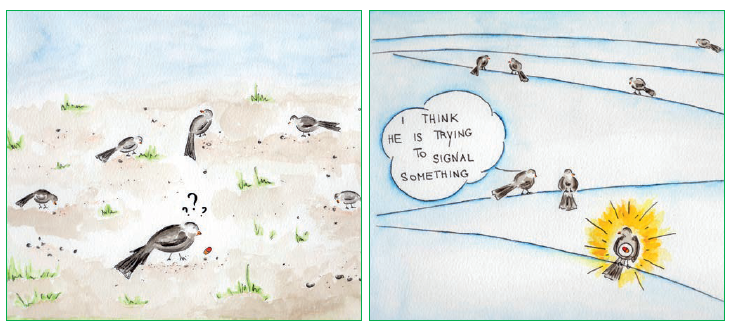 ???
I THINK
HE IS TRYING
TO SIGNAL
SOMETHING